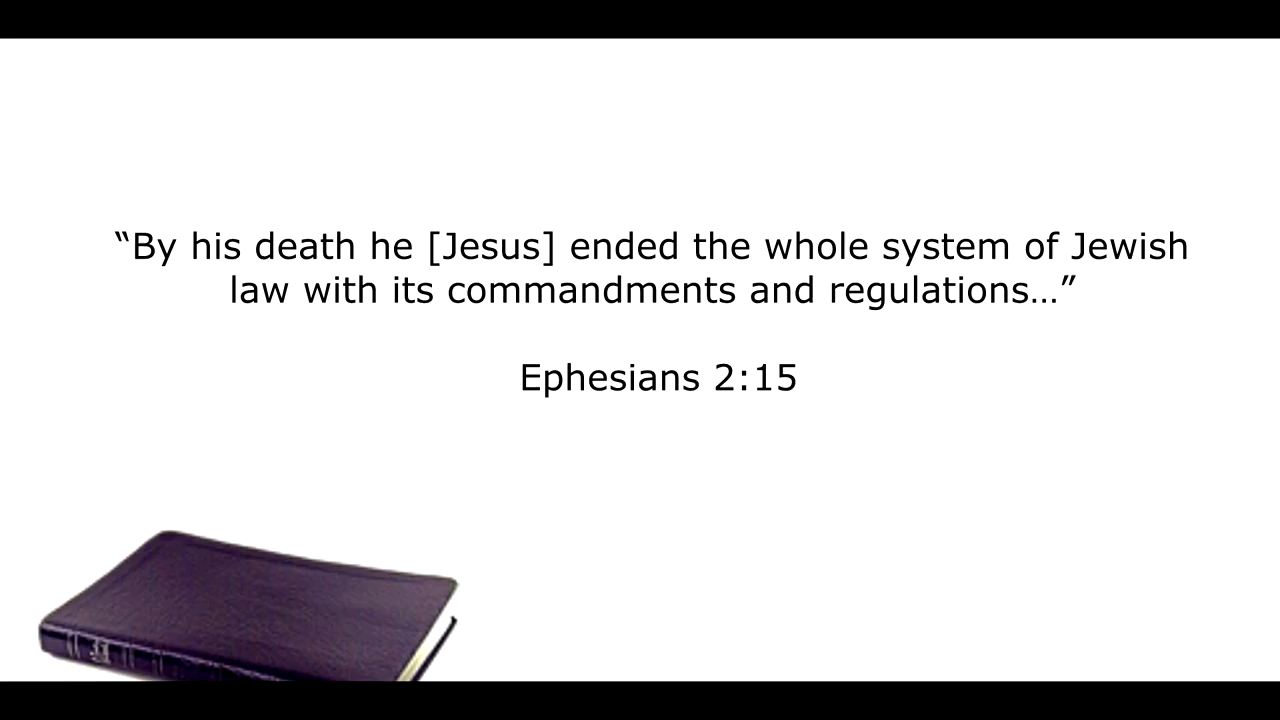 “By his death he [Jesus] ended the whole system of Jewish
law with its commandments and regulations…”
Ephesians 2:15